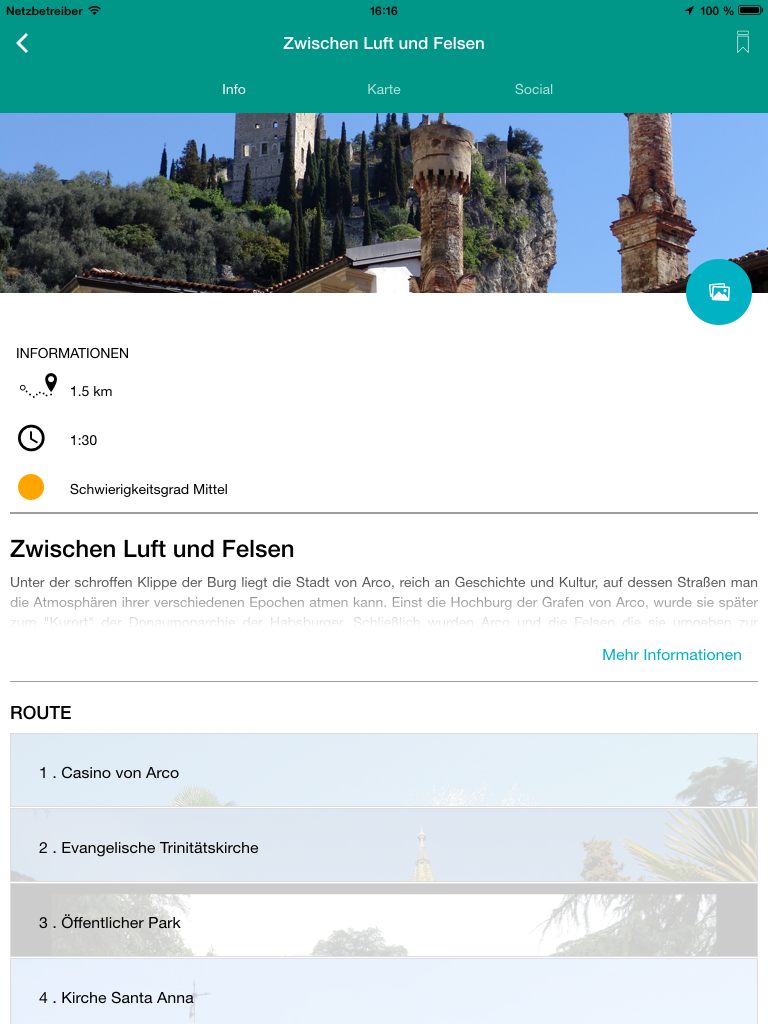 Netzbetreiber 16:16 100 %
Zwischen Luft und Felsen
Info Karte Social
INFORMATIONEN
1.5 km
1:30
Schwierigkeitsgrad Mittel
Zwischen Luft und Felsen
Unter der schroffen Klippe der Burg liegt die Stadt von Arco, reich an Geschichte und Kultur, auf dessen Straßen man
die Atmosphären ihrer verschiedenen Epochen atmen kann. Einst die Hochburg der Grafen von Arco, wurde sie später
zum "Kurort" der Donaumonarchie der Habsburger. Schließlich wurden Arco und die Felsen die sie umgeben zur
Mehr Informationen
ROUTE
1 . Casino von Arco
2 . Evangelische Trinitätskirche
3 . Öffentlicher Park
4 . Kirche Santa Anna